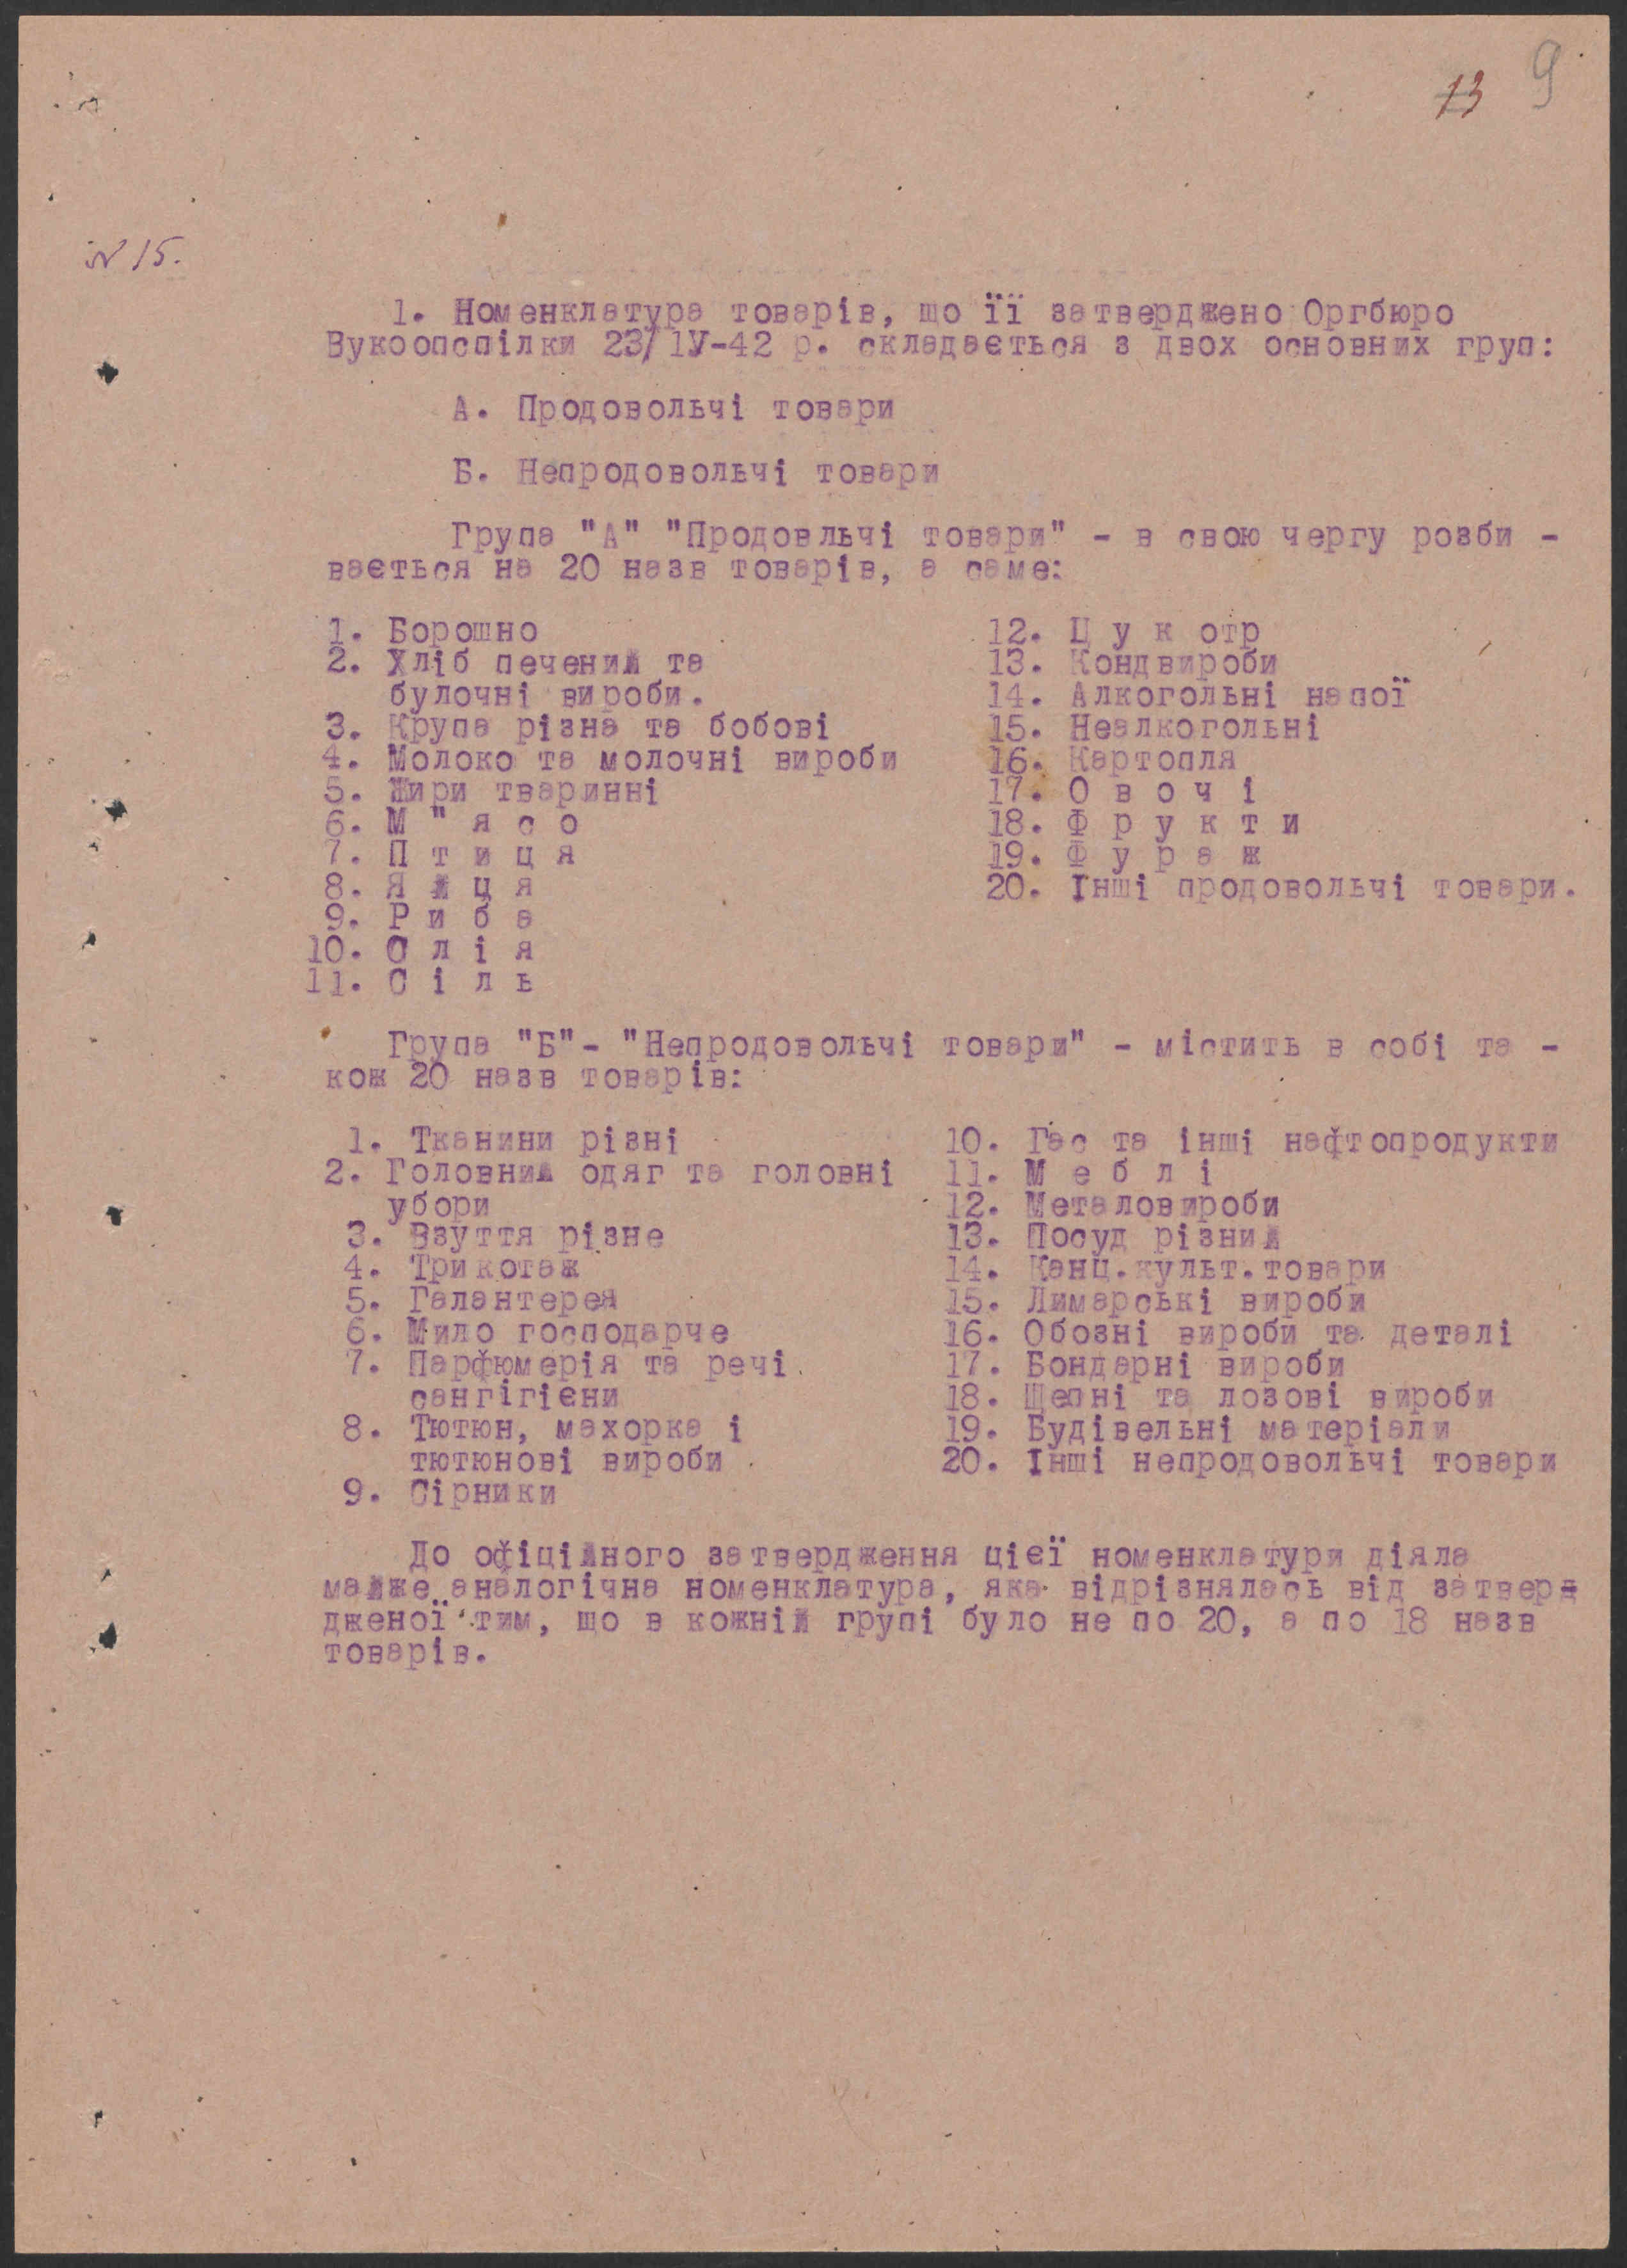 13 9
№ 15.
1. Номенклатура товарів, що її затверджено Оргбюро
Вукоопспілки 23/1У-42 р. складається з двох основних груп:
А. Продовольчі товари
Б. Непродовольчі товари
Група "А" "Продовльчі товари" - в свою чергу розби -
вається на 20 назв товарів, а саме:
1. Борошно
2. Хліб печений та
булочні вироби.
3. Крупа різна та бобові
4. Молоко та молочні вироби
5. Жири тваринні
6. М " я с о
7. П т и ц я
8. Я й ц я
9. Р и б а
10. О л і я
11. С і л ь
12. Ц у к отр
13. Кондвироби
14. Алкогольні напої
15. Неалкогольні
16. Картопля
17. О в о ч і
18. Ф р у к т и
19. Ф у р а ж
20. Інші продовольчі товари.
Група "Б"- "Непродовольчі товари" - містить в собі та -
кож 20 назв товарів:
1. Тканини різні
2. Головний одяг та головні
убори
3. Взуття різне
4. Трикотаж
5. Галантерея
6. Мило господарче
7. Парфюмерія та речі
сангігієни
8. Тютюн, махорка і
тютюнові вироби
9. Сірники
10. Гас та інші нафтопродукти
11. М е б л і
12. Металовироби
13. Посуд різний
14. Канц.культ.товари
15. Лимарські вироби
16. Обозні вироби та деталі
17. Бондарні вироби
18. Щепні та лозові вироби
19. Будівельні матеріали
20. Інші непродовольчі товари
До офіційного затвердження цієї номенклатури діяла
майже аналогічна номенклатура, яка відрізнялась від затверд
дженої тим, що в кожній групі було не по 20, а по 18 назв
товарів.